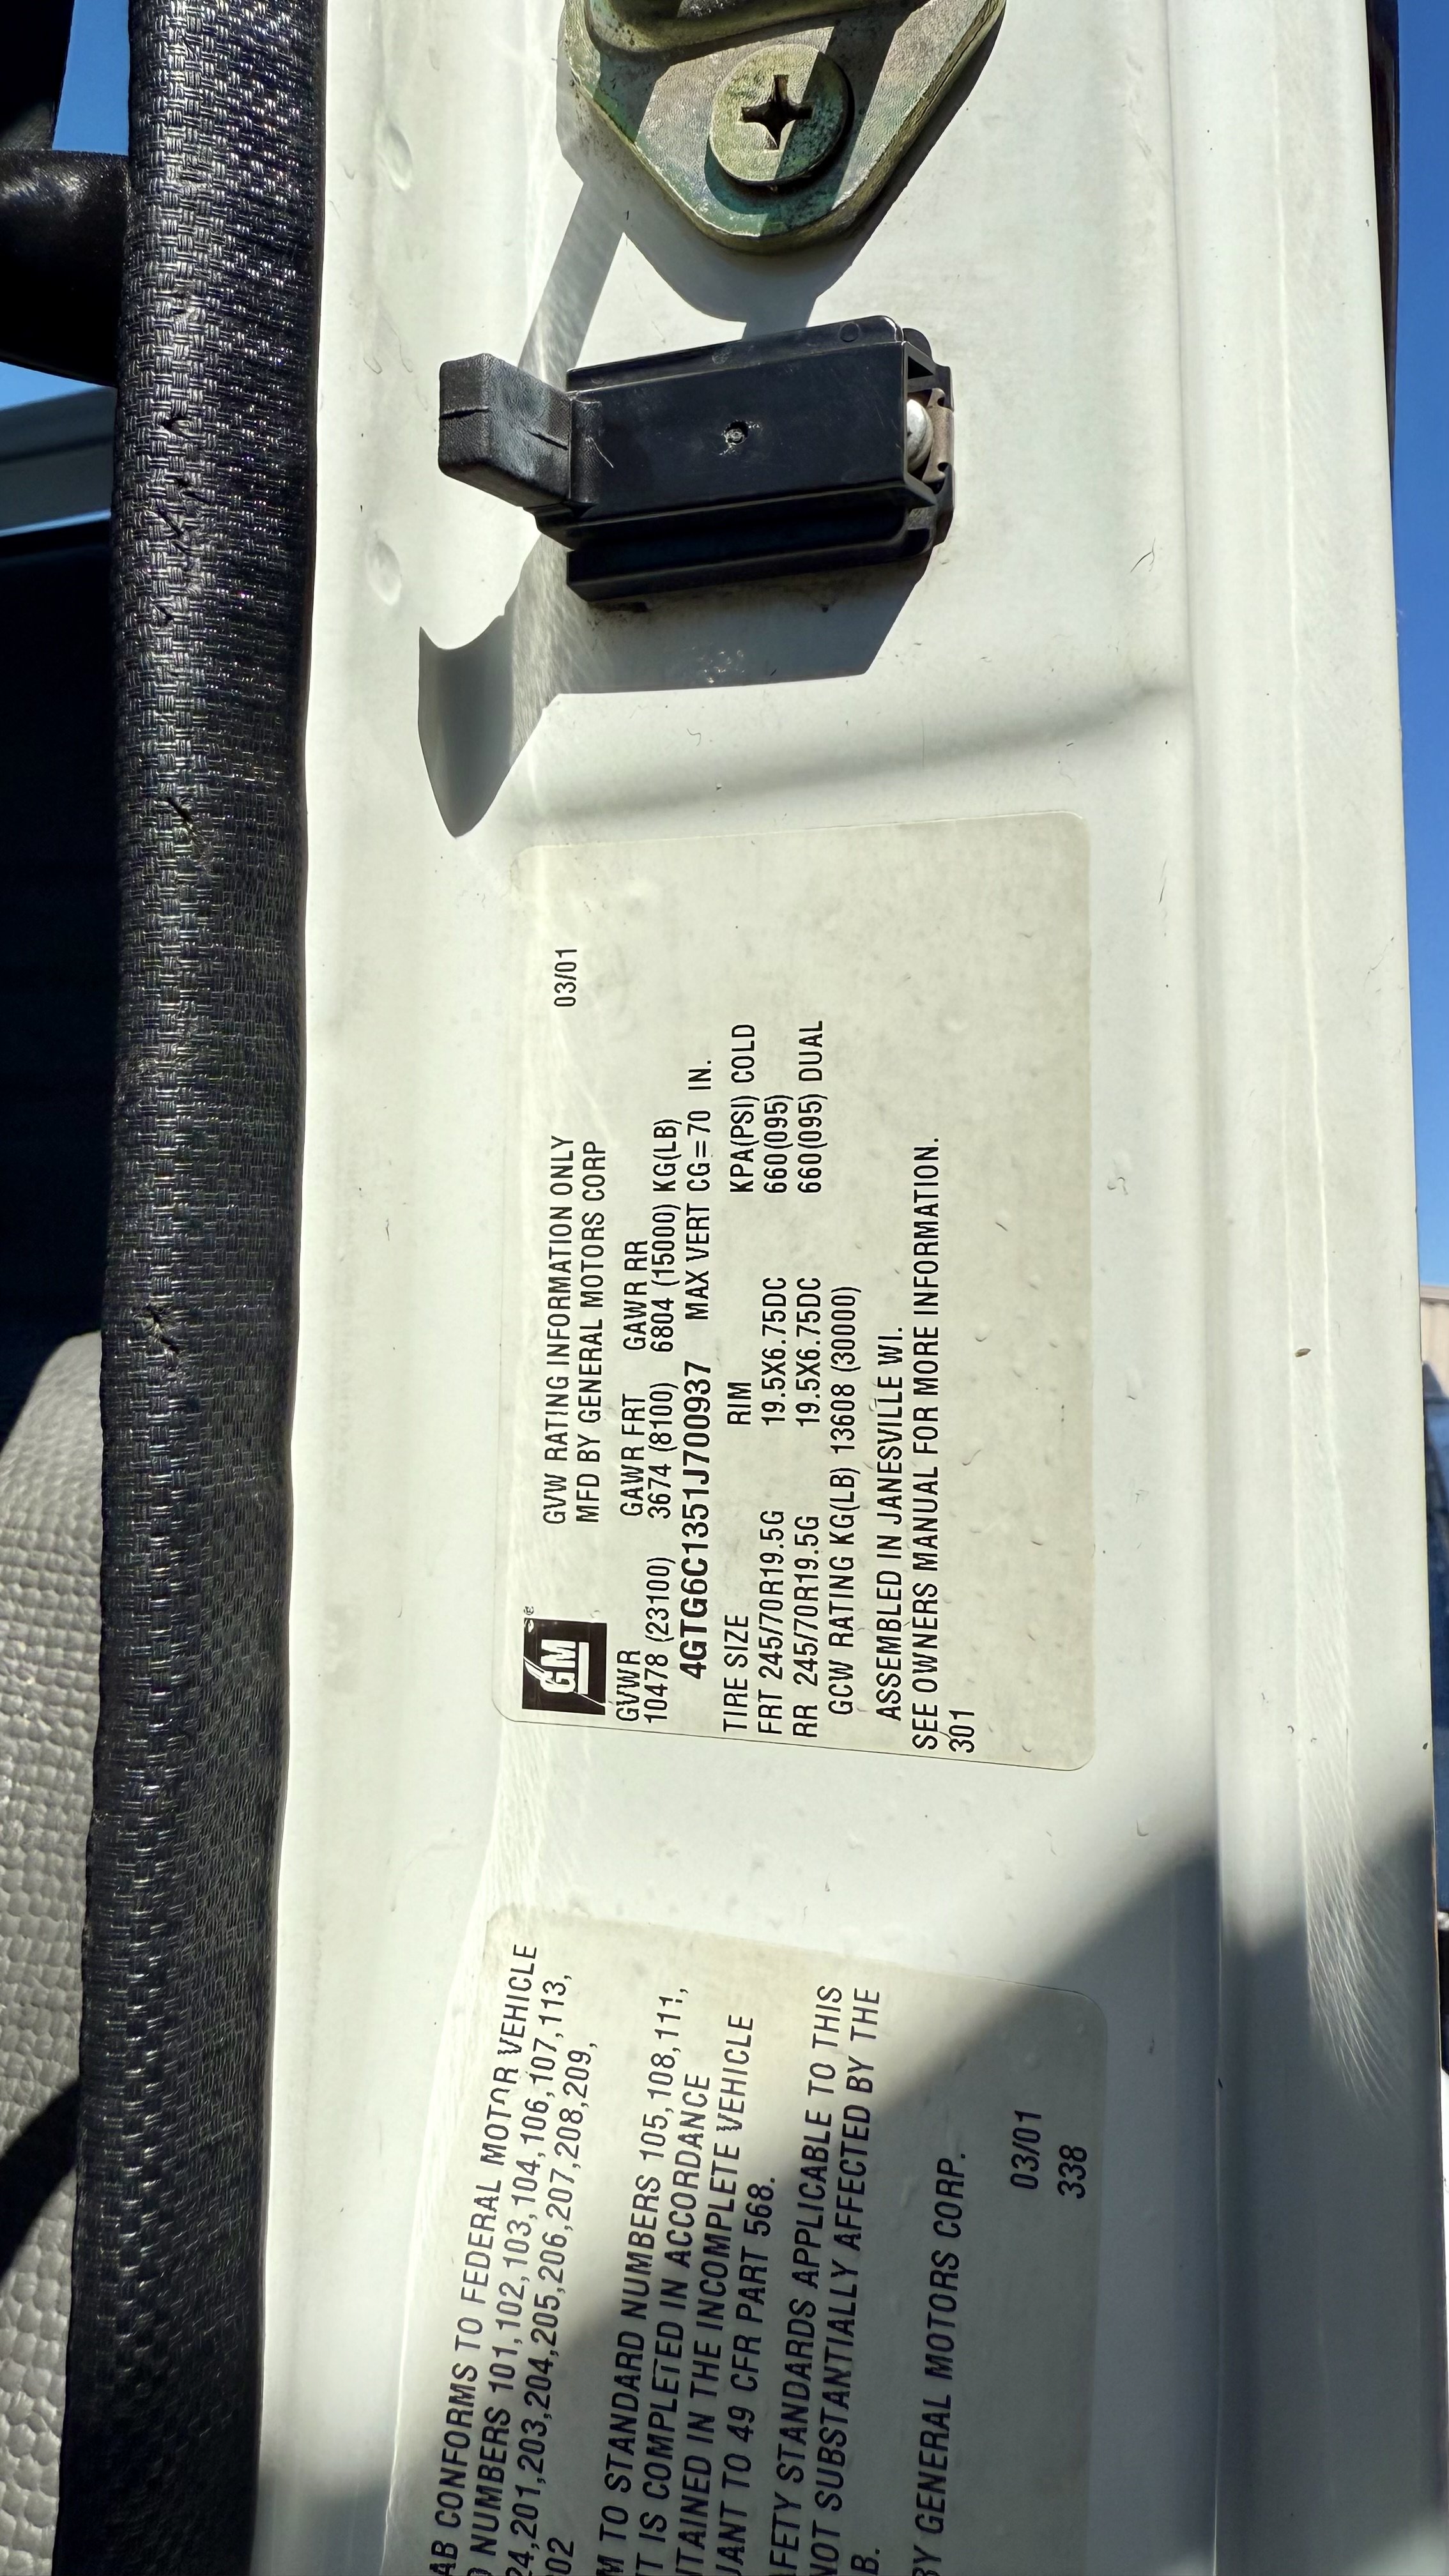 GM®
GVW RATING INFORMATION ONLY 03/01
MFD BY GENERAL MOTORS CORP
GVWR GAWR FRT GAWR RR
10478 (23100) 3674 (8100) 6804 (15000) KG(LB)
4GTG6C1351J700937 MAX VERT CG=70 IN.
TIRE SIZE RIM KPA(PSI) COLD
FRT 245/70R19.5G 19.5X6.75DC 660(095)
RR 245/70R19.5G 19.5X6.75DC 660(095) DUAL
GCW RATING KG(LB) 13608 (30000)
ASSEMBLED IN JANESVILLE WI.
SEE OWNERS MANUAL FOR MORE INFORMATION.
301
AB CONFORMS TO FEDERAL MOTOR VEHICLE
NUMBERS 101,102,103,104,106,107,113,
24,201,203,204,205,206,207,208,209,
02
M TO STANDARD NUMBERS 105,108,111,
T IS COMPLETED IN ACCORDANCE
NTAINED IN THE INCOMPLETE VEHICLE
UANT TO 49 CFR PART 568.
FETY STANDARDS APPLICABLE TO THIS
NOT SUBSTANTIALLY AFFECTED BY THE
B.
BY GENERAL MOTORS CORP.
03/01
338